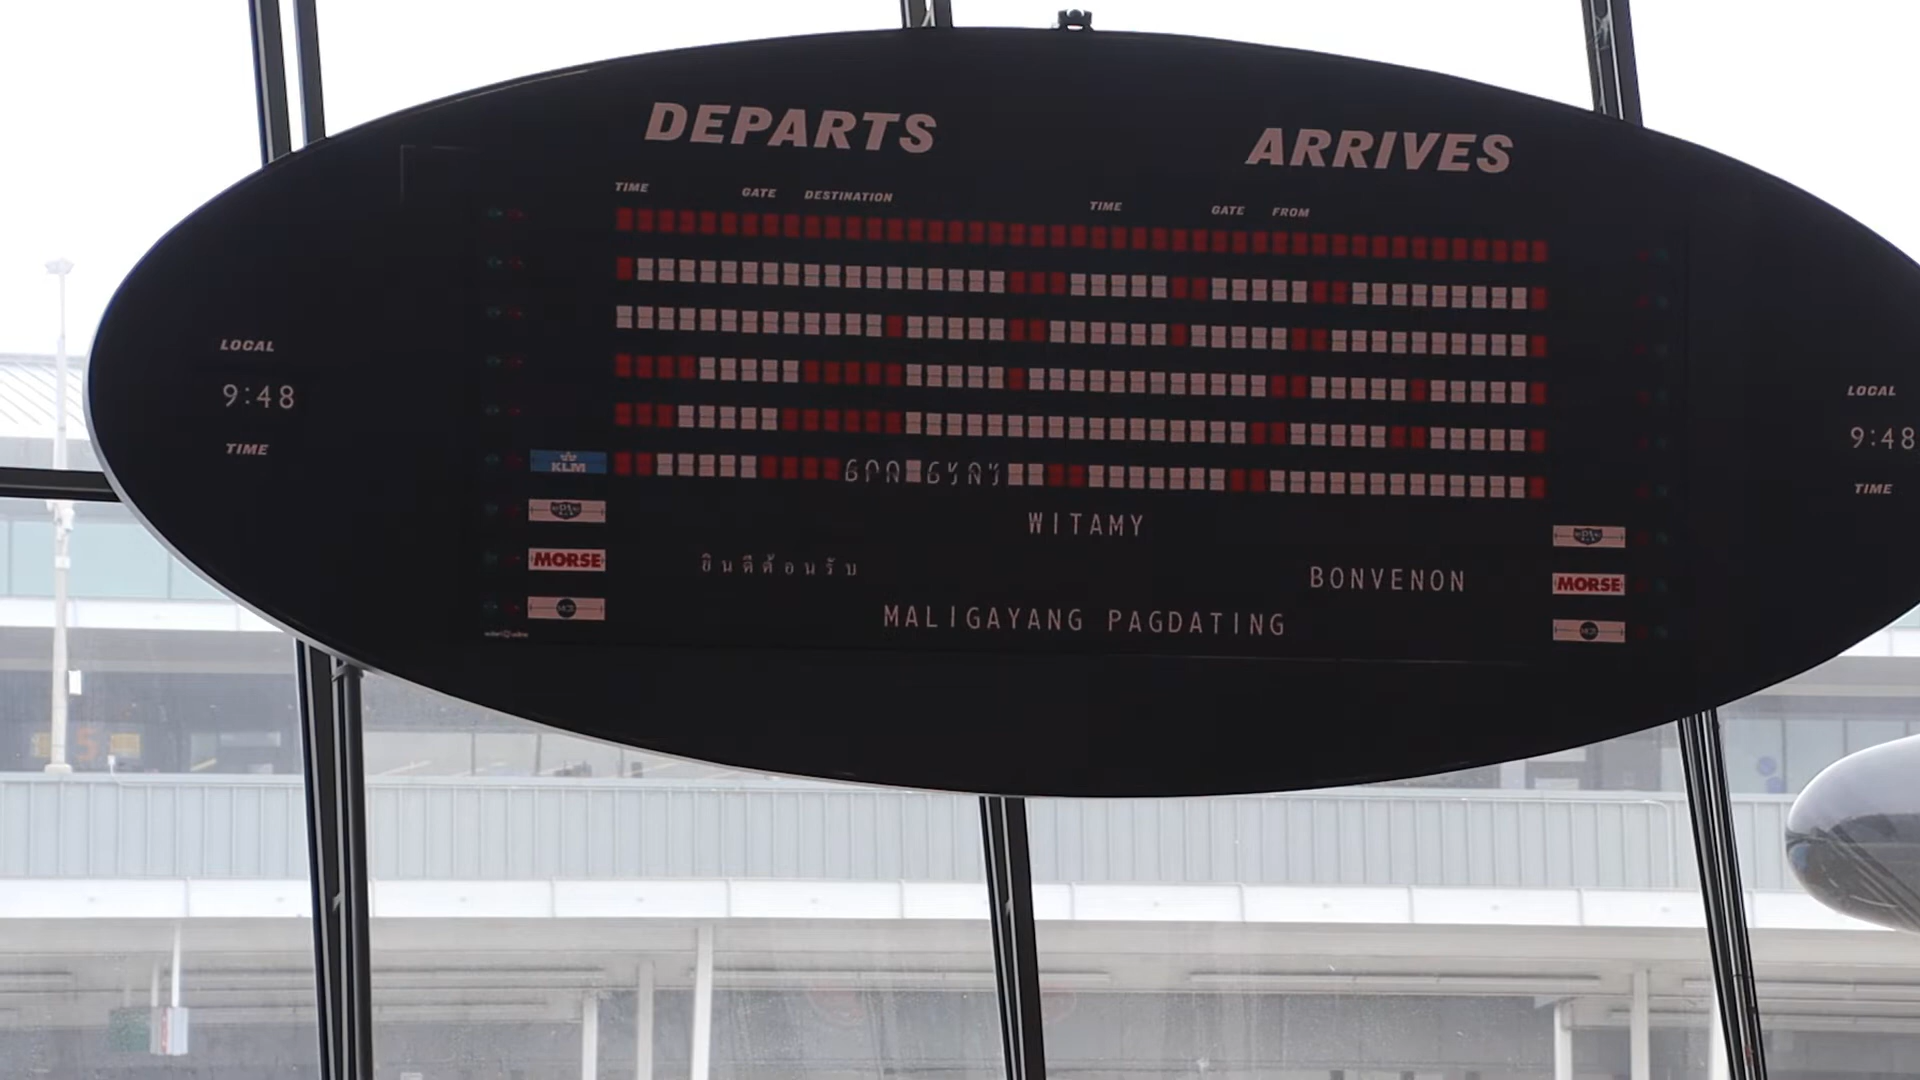 DEPARTS
ARRIVES
TIME GATE DESTINATION
TIME GATE FROM
LOCAL
9:48
TIME
LOCAL
9:48
TIME
KLM
WITAMY
MORSE
ยินดีต้อนรับ
BONVENON
MORSE
MALIGAYANG PAGDATING